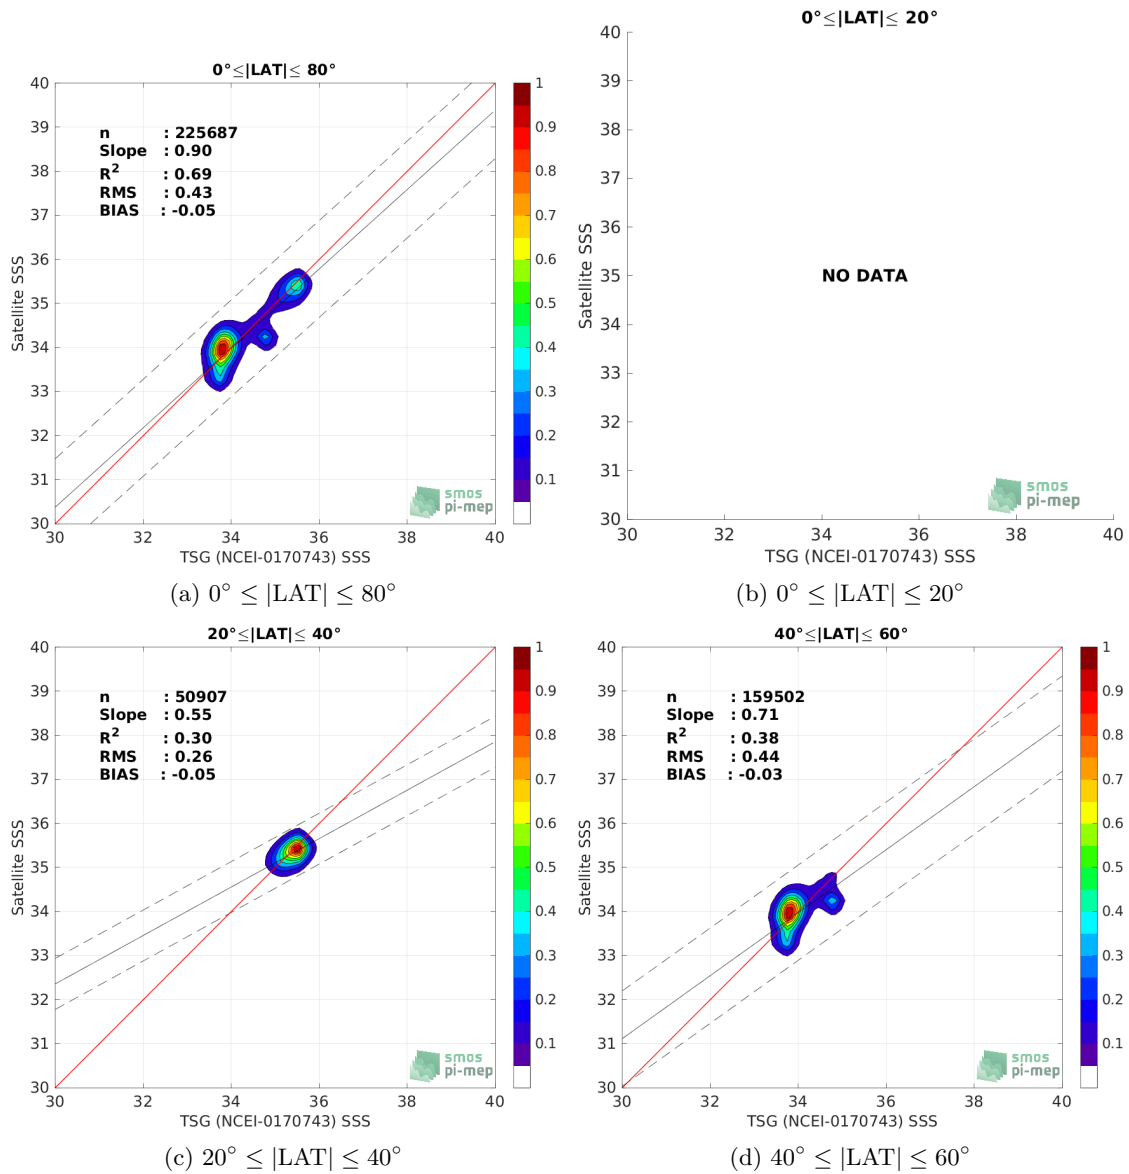 0°≤|LAT|≤ 80°
40
39
38
37
36
35
34
33
32
31
30
Satellite SSS
n : 225687
Slope : 0.90
R² : 0.69
RMS : 0.43
BIAS : -0.05
smos
pi-mep
30 32 34 36 38 40
TSG (NCEI-0170743) SSS
1
0.9
0.8
0.7
0.6
0.5
0.4
0.3
0.2
0.1
(a) 0° ≤ |LAT| ≤ 80°
0°≤|LAT|≤ 20°
40
39
38
37
36
35
34
33
32
31
30
Satellite SSS
NO DATA
smos
pi-mep
30 32 34 36 38 40
TSG (NCEI-0170743) SSS
(b) 0° ≤ |LAT| ≤ 20°
20°≤|LAT|≤ 40°
40
39
38
37
36
35
34
33
32
31
30
Satellite SSS
n : 50907
Slope : 0.55
R² : 0.30
RMS : 0.26
BIAS : -0.05
smos
pi-mep
30 32 34 36 38 40
TSG (NCEI-0170743) SSS
1
0.9
0.8
0.7
0.6
0.5
0.4
0.3
0.2
0.1
(c) 20° ≤ |LAT| ≤ 40°
40°≤|LAT|≤ 60°
40
39
38
37
36
35
34
33
32
31
30
Satellite SSS
n : 159502
Slope : 0.71
R² : 0.38
RMS : 0.44
BIAS : -0.03
smos
pi-mep
30 32 34 36 38 40
TSG (NCEI-0170743) SSS
1
0.9
0.8
0.7
0.6
0.5
0.4
0.3
0.2
0.1
(d) 40° ≤ |LAT| ≤ 60°